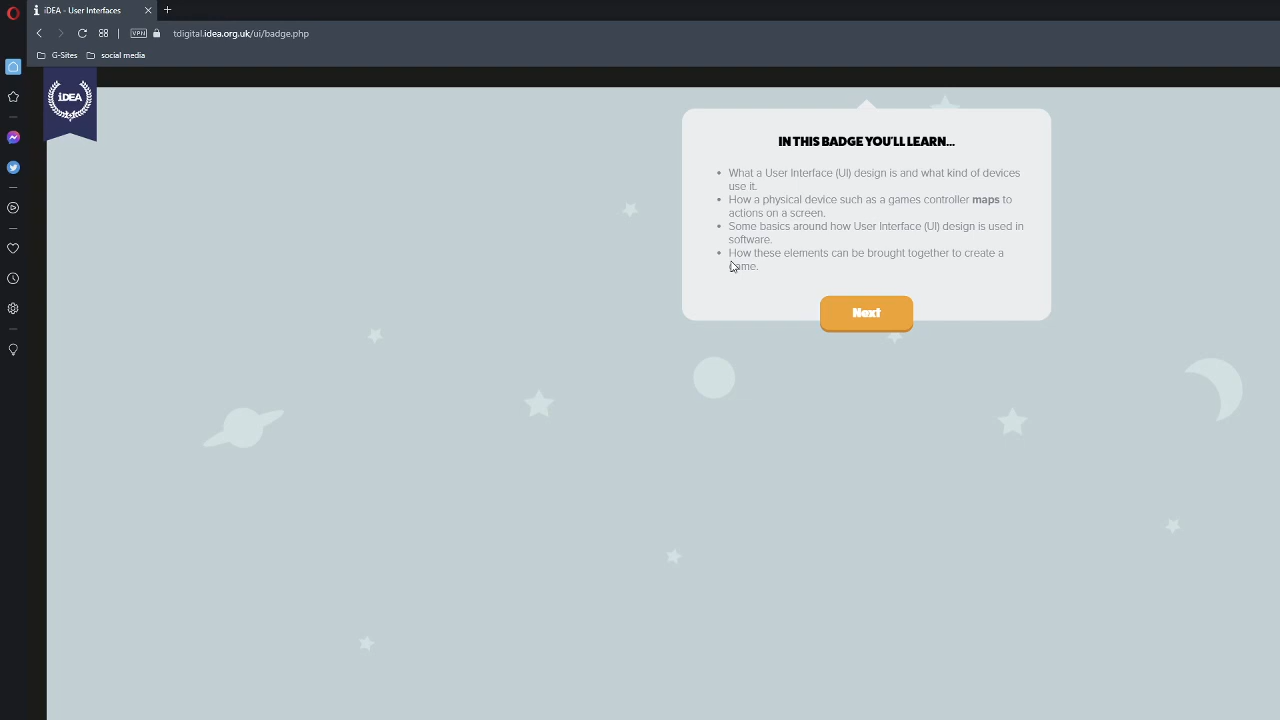 iDEA - User Interfaces
VPN
tdigital.idea.org.uk/ui/badge.php
G-Sites
social media
iDEA
IN THIS BADGE YOU'LL LEARN...
• What a User Interface (UI) design is and what kind of devices
use it.
• How a physical device such as a games controller maps to
actions on a screen.
• Some basics around how User Interface (UI) design is used in
software.
• How these elements can be brought together to create a
game.
Next